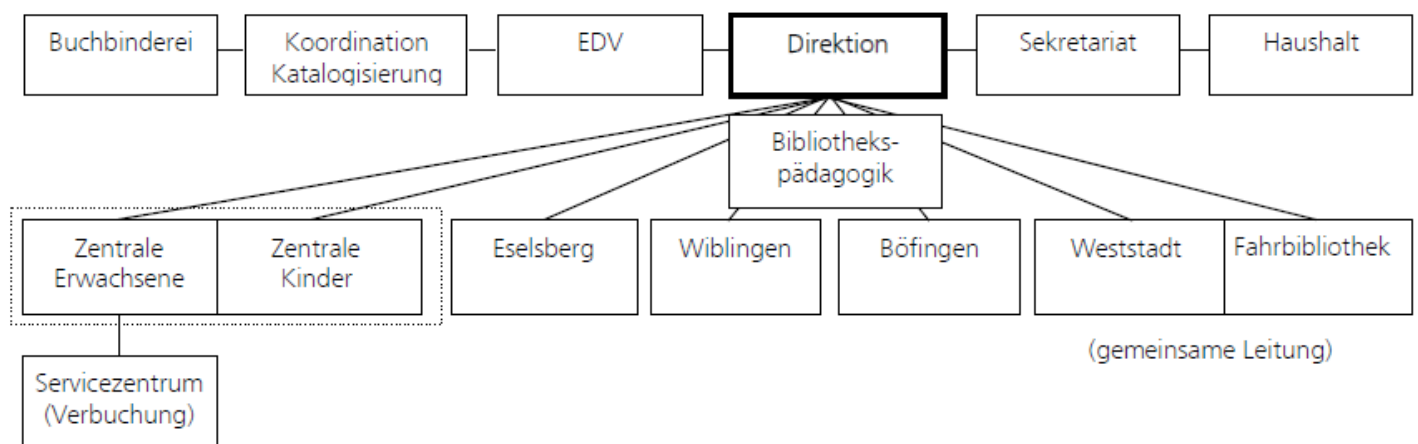 Buchbinderei
Koordination
Katalogisierung
EDV
Direktion
Sekretariat
Haushalt
Bibliotheks-
pädagogik
Zentrale
Erwachsene
Zentrale
Kinder
Eselsberg
Wiblingen
Böfingen
Weststadt
Fahrbibliothek
(gemeinsame Leitung)
Servicezentrum
(Verbuchung)